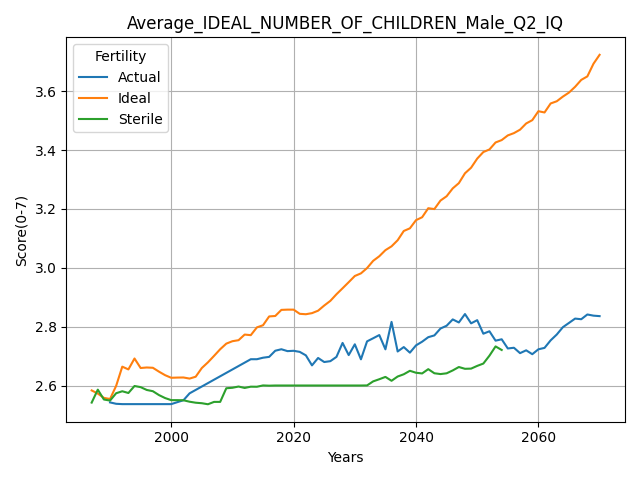 Average_IDEAL_NUMBER_OF_CHILDREN_Male_Q2_IQ
Fertility
Actual
Ideal
Sterile
Score(0-7)
3.6
3.4
3.2
3.0
2.8
2.6
2000
2020
2040
2060
Years